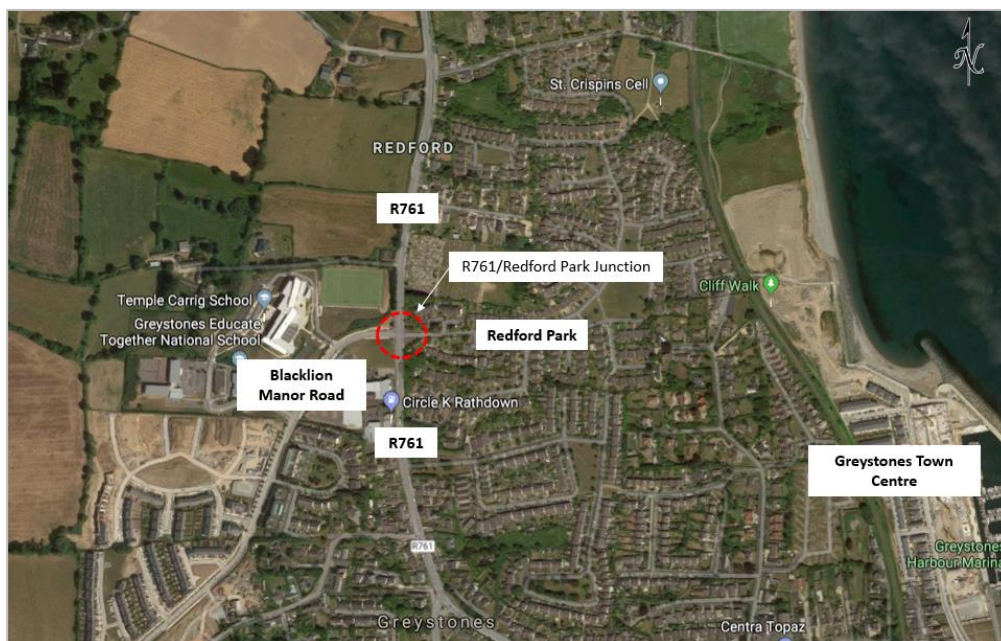 N
St. Crispins Cell
REDFORD
R761
R761/Redford Park Junction
Temple Carrig School
Greystones Educate
Together National School
Cliff Walk
Redford Park
Blacklion
Manor Road
Circle K Rathdown
R761
Greystones Town
Centre
R761
Greystones
Harbour Marina
Greystones
Centra Topaz